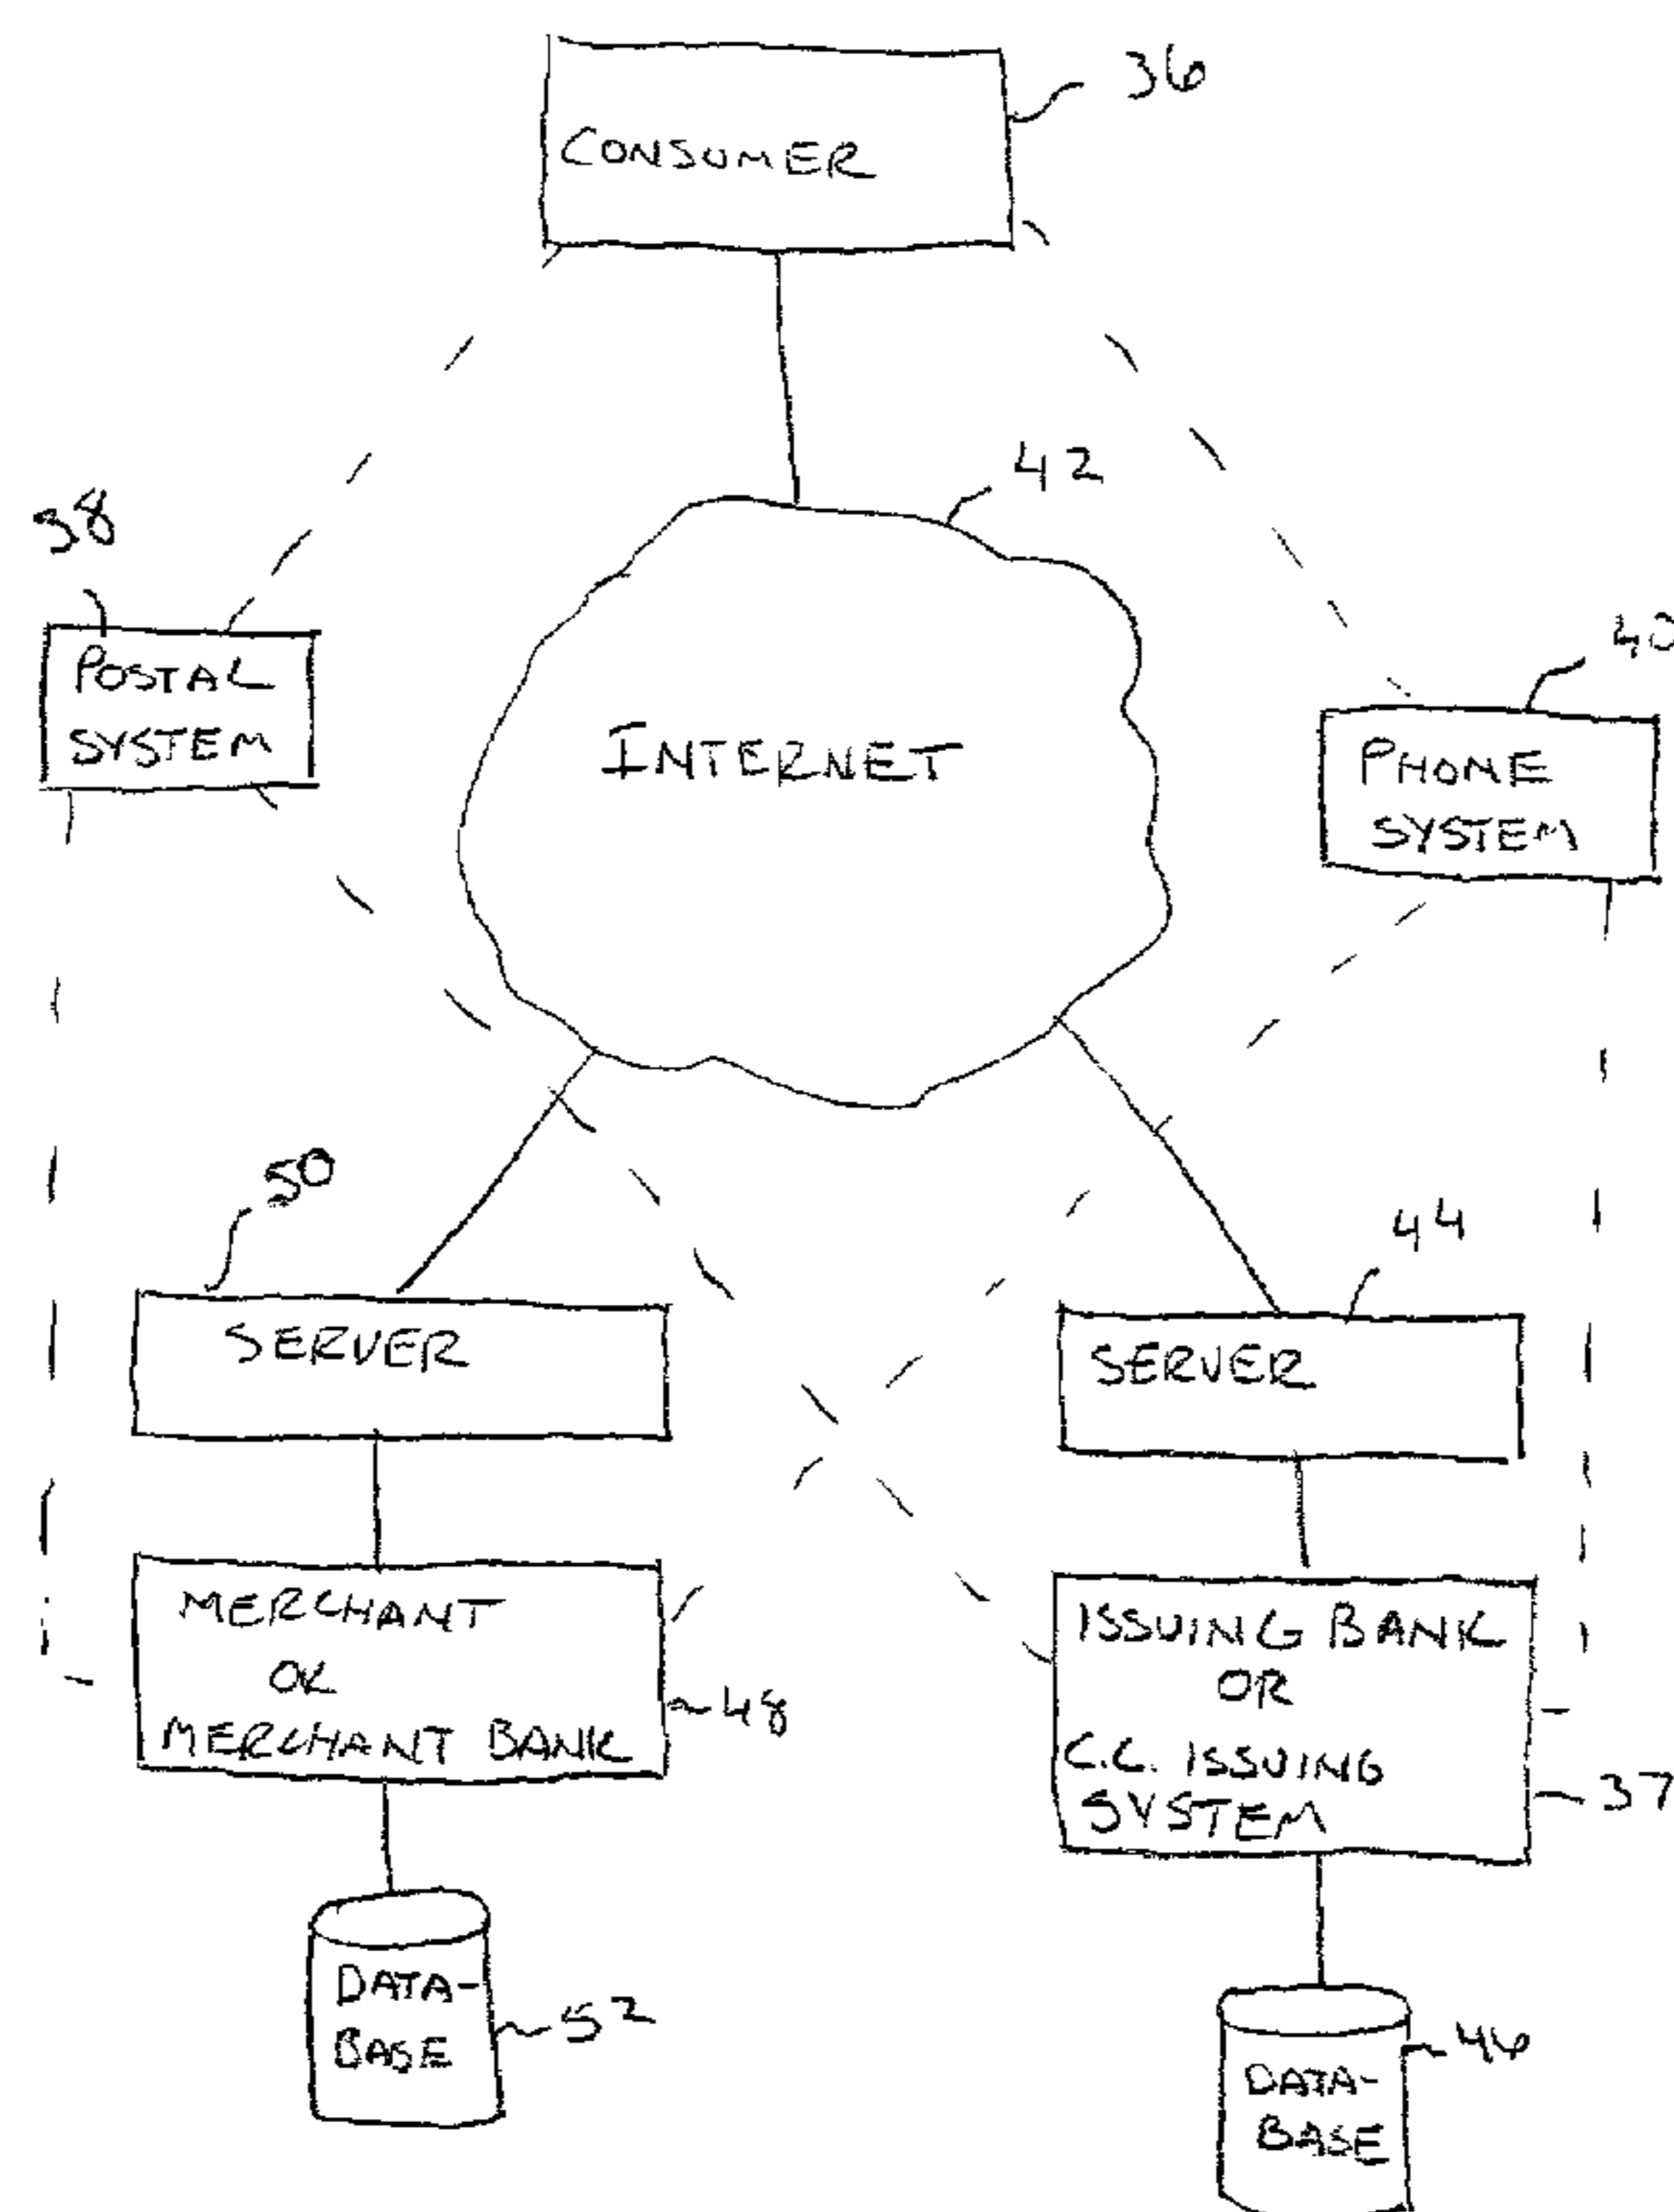 36
CONSUMER
42
38
POSTAL
SYSTEM
INTERNET
40
PHONE
SYSTEM
50
SERVER
44
SERVER
MERCHANT
OR
MERCHANT BANK
48
ISSUING BANK
OR
C.C. ISSUING
SYSTEM
37
DATA-
BASE
52
DATA-
BASE
46